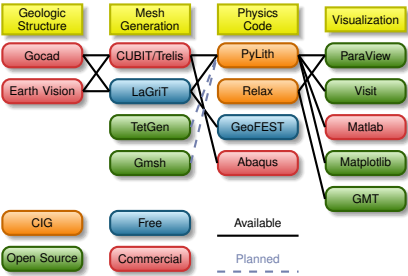 Geologic
Structure
Mesh
Generation
Physics
Code
Visualization
Gocad
CUBIT/Trelis
PyLith
ParaView
Earth Vision
LaGriT
Relax
Visit
TetGen
GeoFEST
Matlab
Gmsh
Abaqus
Matplotlib
GMT
CIG
Free
Available
Open Source
Commercial
Planned